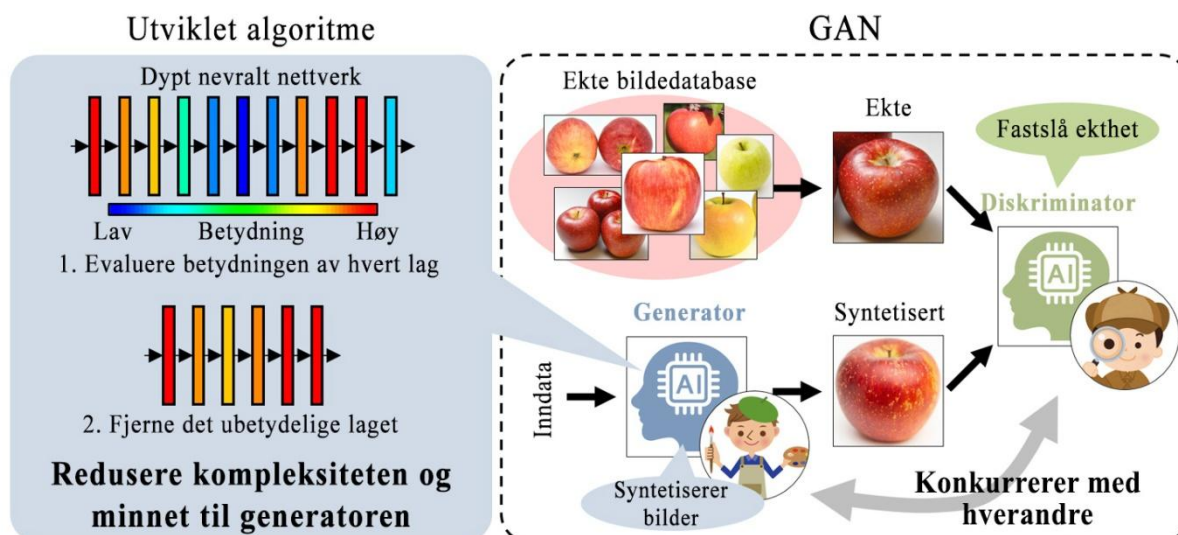 Utviklet algoritme
Dypt nevralt nettverk
Lav Betydning Høy
1. Evaluere betydningen av hvert lag
2. Fjerne det ubetydelige laget
Redusere kompleksiteten og
minnet til generatoren
GAN
Ekte bildedatabase
Ekte
Fastslå ekthet
Diskriminator
AI
Generator
Syntetisert
Inndata
AI
Syntetiserer
bilder
Konkurrerer med
hverandre